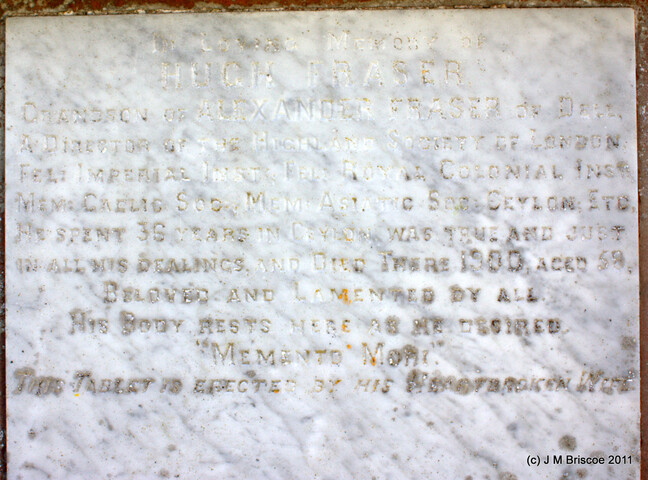 In Loving Memory of
HUGH FRASER
Grandson of ALEXANDER FRASER of Dell,
A Director of the Highland Society of London,
Fel: Imperial Inst: Fel: Royal Colonial Inst:
Mem: Gaelic Soc:, Mem: Asiatic Soc: Ceylon: Etc,
He spent 36 years in Ceylon, was true and just
in all his dealings, and Died There 1900, aged
Beloved and Lamented by all.
His Body rests here as he desired.
"Memento Mori"
This Tablet is erected by his Heartbroken Wife
(c) J M Briscoe 2011